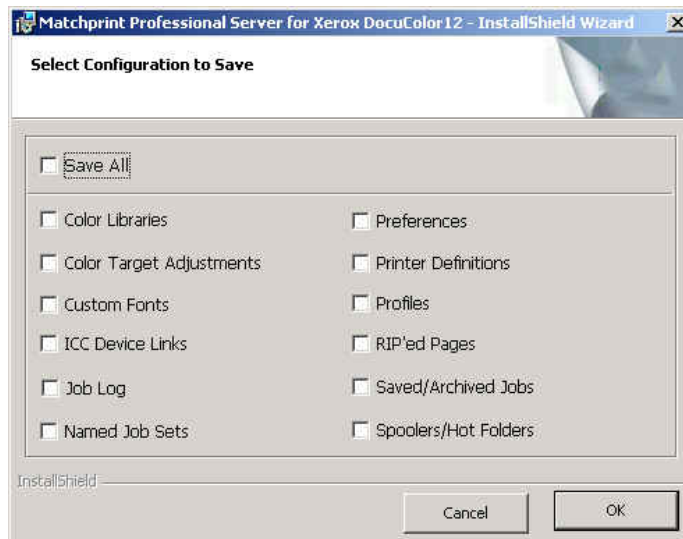 Matchprint Professional Server for Xerox DocuColor12 - InstallShield Wizard
Select Configuration to Save
Save All
Color Libraries
Color Target Adjustments
Custom Fonts
ICC Device Links
Job Log
Named Job Sets
Preferences
Printer Definitions
Profiles
RIP'ed Pages
Saved/Archived Jobs
Spoolers/Hot Folders
InstallShield
Cancel
OK